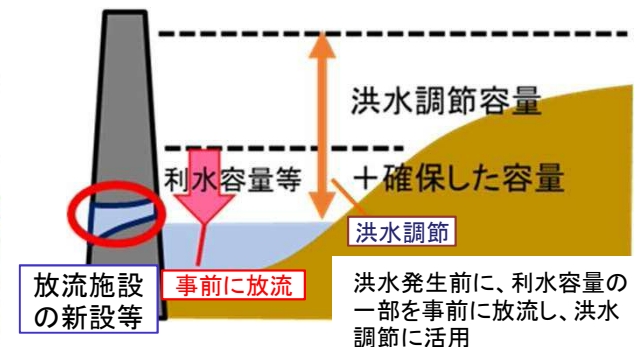 洪水調節容量
利水容量等
＋確保した容量
洪水調節
放流施設
の新設等
事前に放流
洪水発生前に、利水容量の
一部を事前に放流し、洪水
調節に活用